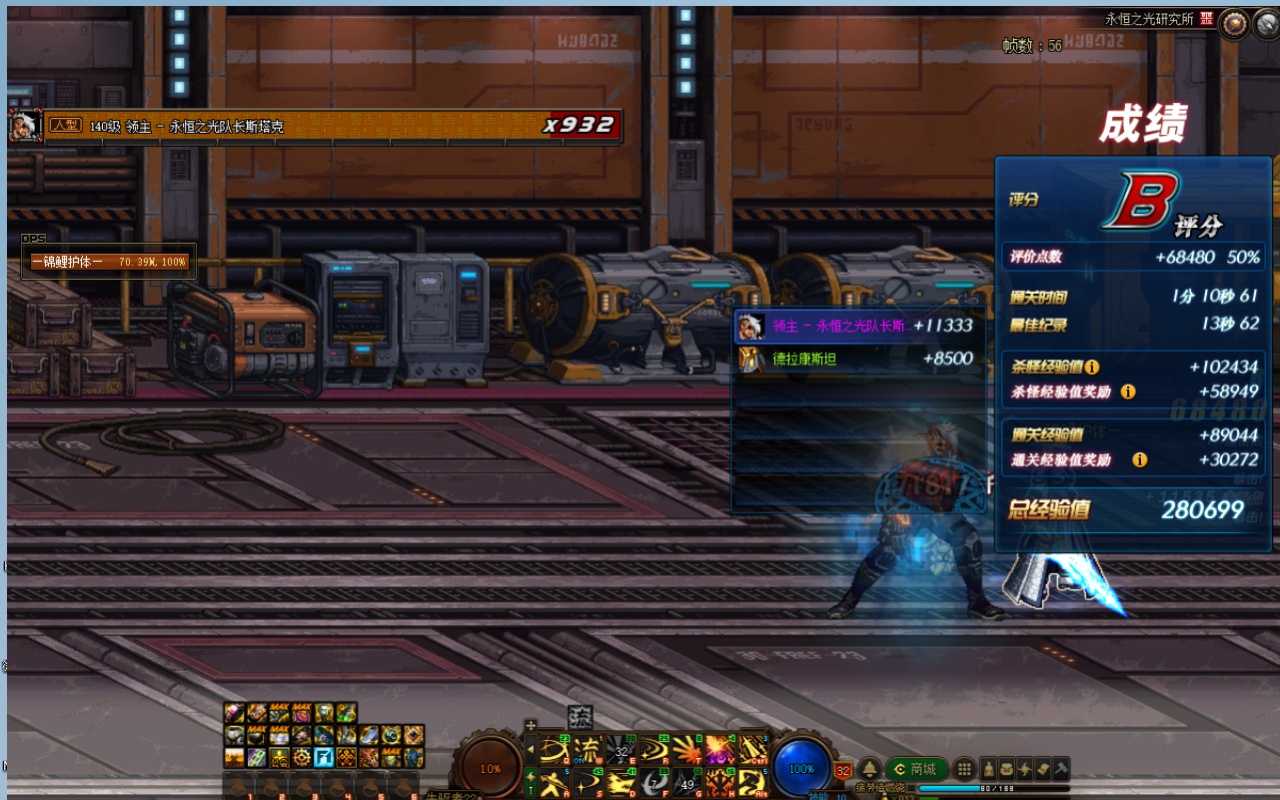 永恒之光研究所
帧数：56
人型 140级 领主 - 永恒之光队长斯塔克 x932
成绩
评分 B 评分
评价点数 +68480 50%
通关时间 1分 10秒 61
最佳纪录 13秒 62
DPS
一锦鲤护体一 70.39M, 100%
领主 - 永恒之光队长斯.. +11333
德拉康斯坦 +8500
杀怪经验值 +102434
杀怪经验值奖励 +58949
通关经验值 +89044
通关经验值奖励 +30272
总经验值 280699
流
10%
32
49
100%
32
商城
80/188